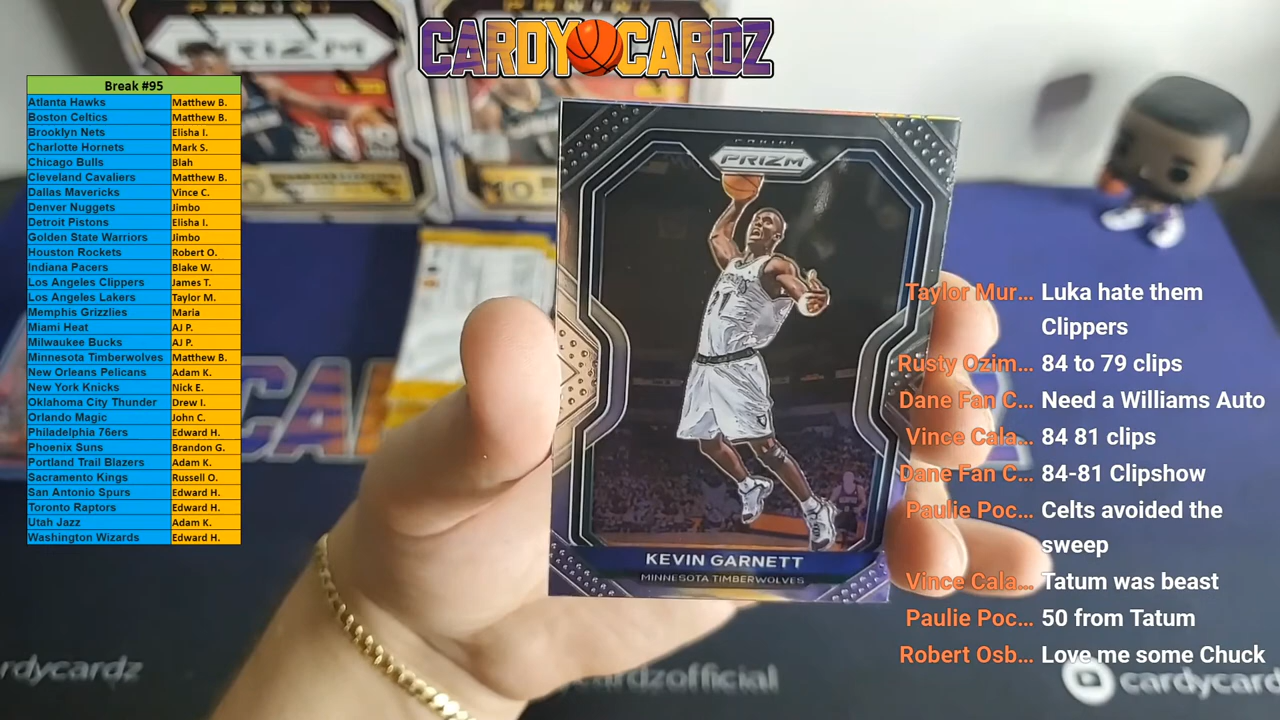 CARDY CARDZ
PRIZM
Break #95
Atlanta Hawks Matthew B.
Boston Celtics Matthew B.
Brooklyn Nets Elisha I.
Charlotte Hornets Mark S.
Chicago Bulls Blah
Cleveland Cavaliers Matthew B.
Dallas Mavericks Vince C.
Denver Nuggets Jimbo
Detroit Pistons Elisha I.
Golden State Warriors Jimbo
Houston Rockets Robert O.
Indiana Pacers Blake W.
Los Angeles Clippers James T.
Los Angeles Lakers Taylor M.
Memphis Grizzlies Maria
Miami Heat AJ P.
Milwaukee Bucks AJ P.
Minnesota Timberwolves Matthew B.
New Orleans Pelicans Adam K.
New York Knicks Nick E.
Oklahoma City Thunder Drew I.
Orlando Magic John C.
Philadelphia 76ers Edward H.
Phoenix Suns Brandon G.
Portland Trail Blazers Adam K.
Sacramento Kings Russell O.
San Antonio Spurs Edward H.
Toronto Raptors Edward H.
Utah Jazz Adam K.
Washington Wizards Edward H.
PANINI
PRIZM
21
KEVIN GARNETT
MINNESOTA TIMBERWOLVES
Taylor Mur... Luka hate them
Clippers
Rusty Ozim... 84 to 79 clips
Dane Fan C... Need a Williams Auto
Vince Cala... 84 81 clips
Dane Fan C... 84-81 Clipshow
Paulie Poc... Celts avoided the
sweep
Vince Cala... Tatum was beast
Paulie Poc... 50 from Tatum
Robert Osb... Love me some Chuck
rdycardz
cardyzofficial
cardycard